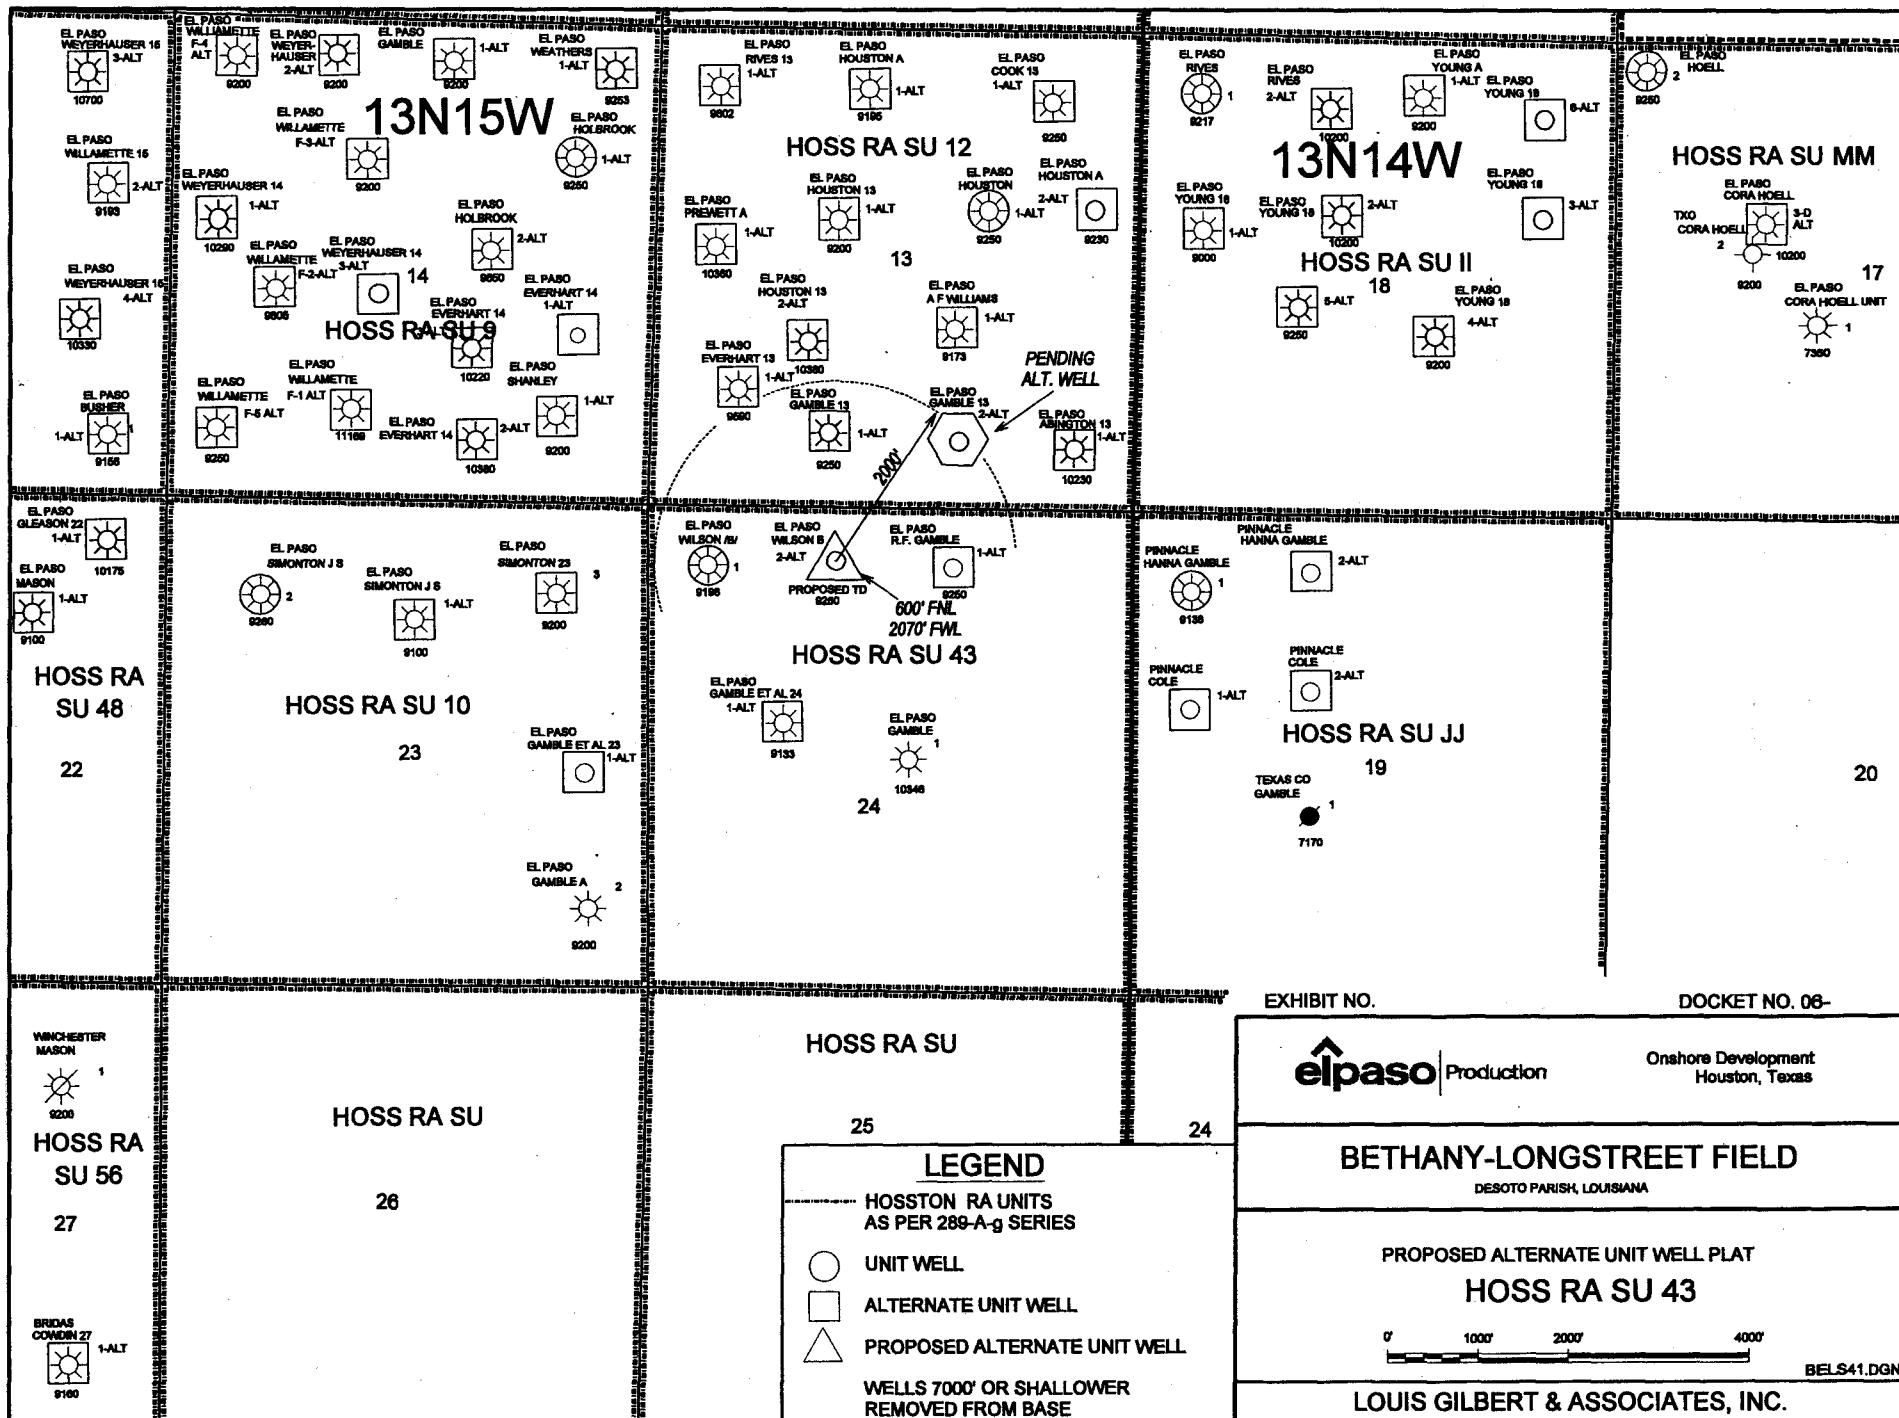 EL PASO
WEYERHAUSER 15
3-ALT
10700
EL PASO
WILLAMETTE 15
2-ALT
9193
EL PASO
WEYERHAUSER 15
4-ALT
10330
EL PASO
BUSHER
1-ALT
1
9156
EL PASO
WILLIAMETTE
F-4
ALT
9200
EL PASO
WEYER-
HAUSER
2-ALT
9200
EL PASO
GAMBLE
1-ALT
9200
EL PASO
WEATHERS
1-ALT
9253
13N15W
EL PASO
WILLAMETTE
F-3-ALT
9200
EL PASO
HOLBROOK
1-ALT
9250
EL PASO
WEYERHAUSER 14
1-ALT
10290
EL PASO
HOLBROOK
2-ALT
9850
EL PASO
WILLAMETTE
F-2-ALT
9805
EL PASO
WEYERHAUSER 14
3-ALT
14
EL PASO
EVERHART 14
1-ALT
EL PASO
EVERHART 14
10220
HOSS RA SU 9
EL PASO
WILLAMETTE
F-5 ALT
9250
EL PASO
WILLAMETTE
F-1 ALT
11169
EL PASO
EVERHART 14
2-ALT
10380
EL PASO
SHANLEY
1-ALT
9200
EL PASO
RIVES 13
1-ALT
9602
EL PASO
HOUSTON A
1-ALT
9195
EL PASO
COOK 13
1-ALT
9250
HOSS RA SU 12
EL PASO
PREWETT A
1-ALT
10360
EL PASO
HOUSTON 13
1-ALT
9200
EL PASO
HOUSTON
1-ALT
9250
EL PASO
HOUSTON A
2-ALT
9230
13
EL PASO
HOUSTON 13
2-ALT
10380
EL PASO
A F WILLIAMS
1-ALT
9173
EL PASO
EVERHART 13
1-ALT
9590
EL PASO
GAMBLE 13
1-ALT
9250
PENDING
ALT. WELL
EL PASO
GAMBLE 13
2-ALT
EL PASO
ABINGTON 13
1-ALT
10230
2000'
EL PASO
RIVES
1
9217
EL PASO
RIVES
2-ALT
10200
EL PASO
YOUNG A
1-ALT
9200
EL PASO
YOUNG 18
6-ALT
13N14W
EL PASO
YOUNG 18
1-ALT
9000
EL PASO
YOUNG 18
2-ALT
10200
EL PASO
YOUNG 18
3-ALT
HOSS RA SU II
18
5-ALT
9250
EL PASO
YOUNG 18
4-ALT
9200
EL PASO
HOELL
2
9250
HOSS RA SU MM
EL PASO
CORA HOELL
3-D
ALT
10200
TXO
CORA HOELL
2
9200
17
EL PASO
CORA HOELL UNIT
1
7360
EL PASO
GLEASON 22
1-ALT
10175
EL PASO
MASON
1-ALT
9100
HOSS RA
SU 48
22
EL PASO
SIMONTON J S
2
9260
EL PASO
SIMONTON J S
1-ALT
9100
EL PASO
SIMONTON 23
3
9200
HOSS RA SU 10
23
EL PASO
GAMBLE ET AL 23
1-ALT
EL PASO
GAMBLE A
2
9200
EL PASO
WILSON /B/
1
9196
EL PASO
WILSON B
2-ALT
PROPOSED TD
9250
EL PASO
R.F. GAMBLE
1-ALT
9250
600' FNL
2070' FWL
HOSS RA SU 43
EL PASO
GAMBLE ET AL 24
1-ALT
9133
EL PASO
GAMBLE
1
10346
24
PINNACLE
HANNA GAMBLE
1
9136
PINNACLE
HANNA GAMBLE
2-ALT
PINNACLE
COLE
1-ALT
PINNACLE
COLE
2-ALT
HOSS RA SU JJ
19
TEXAS CO
GAMBLE
1
7170
20
WINCHESTER
MASON
1
9200
HOSS RA
SU 56
27
BRIDAS
COWDIN 27
1-ALT
9160
HOSS RA SU
26
HOSS RA SU
25
24
LEGEND
HOSSTON RA UNITS
AS PER 289-A-g SERIES
UNIT WELL
ALTERNATE UNIT WELL
PROPOSED ALTERNATE UNIT WELL
WELLS 7000' OR SHALLOWER
REMOVED FROM BASE
EXHIBIT NO.
DOCKET NO. 06-
elpaso Production
Onshore Development
Houston, Texas
BETHANY-LONGSTREET FIELD
DESOTO PARISH, LOUISIANA
PROPOSED ALTERNATE UNIT WELL PLAT
HOSS RA SU 43
0' 1000' 2000' 4000'
BELS41.DGN
LOUIS GILBERT & ASSOCIATES, INC.